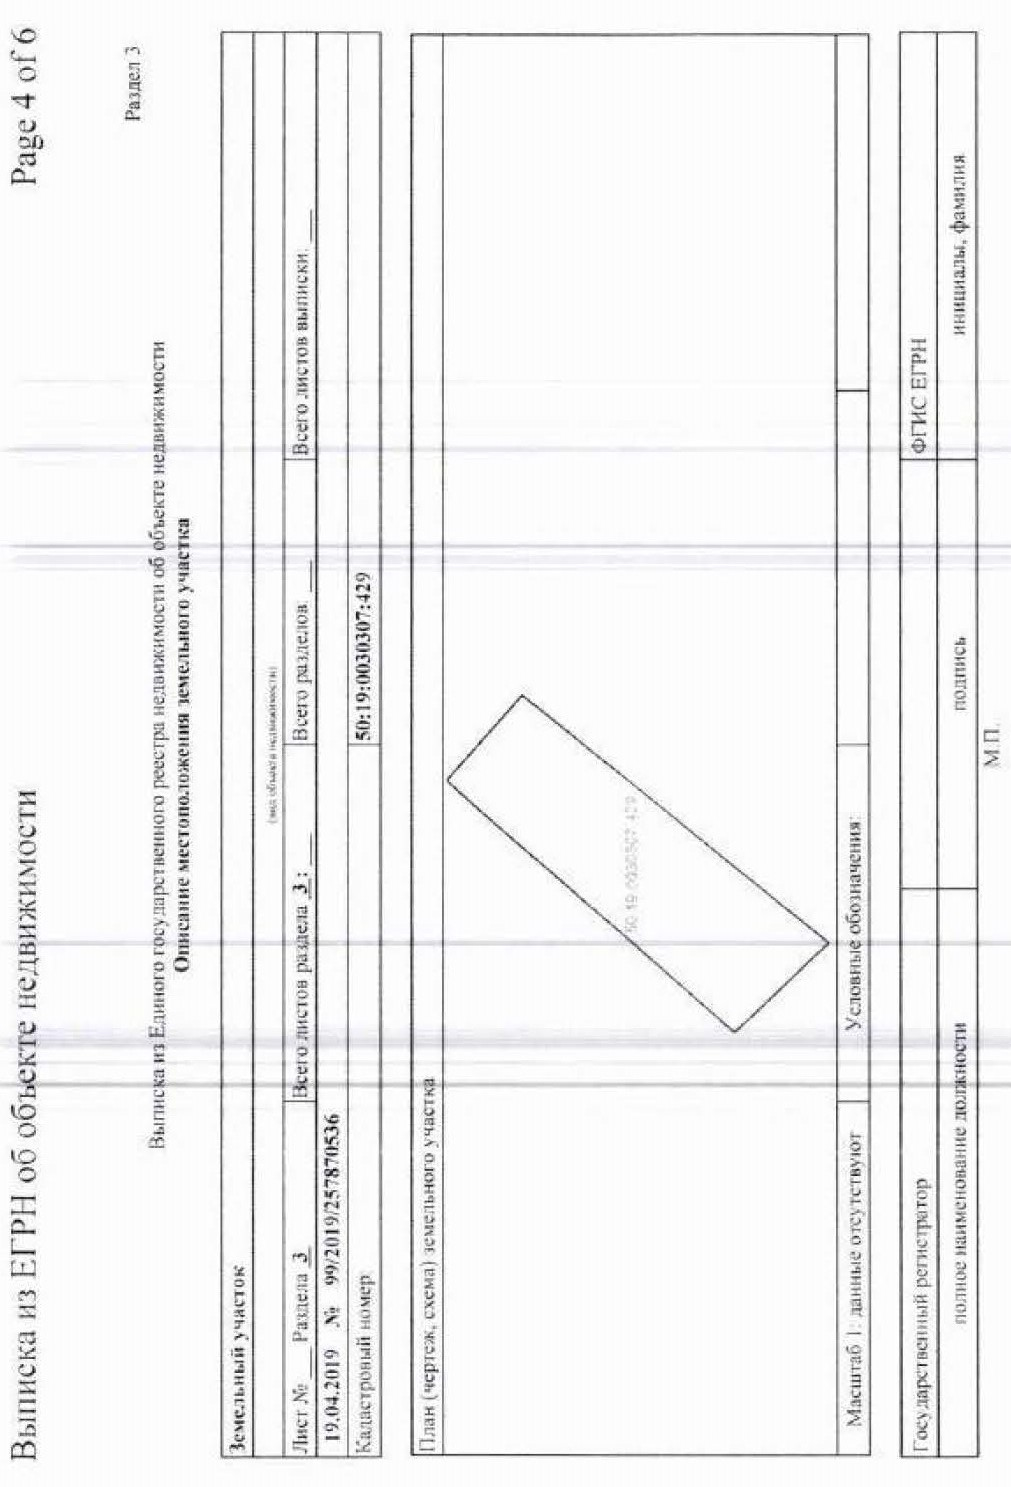 Выписка из ЕГРН об объекте недвижимости Page 4 of 6
Раздел 3
Выписка из Единого государственного реестра недвижимости об объекте недвижимости
Описание местоположения земельного участка
Земельный участок
(вид объекта недвижимости)
Лист № ___ Раздела 3 Всего листов раздела 3 : ___ Всего разделов: ___ Всего листов выписки: ___
19.04.2019 № 99/2019/257870536
Кадастровый номер: 50:19:0030307:429
План (чертеж, схема) земельного участка
50:19:0030307:429
Масштаб 1: данные отсутствуют Условные обозначения:
Государственный регистратор ФГИС ЕГРН
полное наименование должности подпись инициалы, фамилия
М.П.